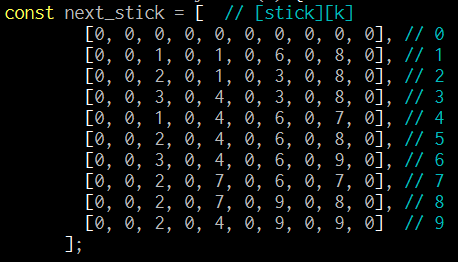 const next_stick = [  // [stick][k]
[0, 0, 0, 0, 0, 0, 0, 0, 0, 0], // 0
[0, 0, 1, 0, 1, 0, 6, 0, 8, 0], // 1
[0, 0, 2, 0, 1, 0, 3, 0, 8, 0], // 2
[0, 0, 3, 0, 4, 0, 3, 0, 8, 0], // 3
[0, 0, 1, 0, 4, 0, 6, 0, 7, 0], // 4
[0, 0, 2, 0, 4, 0, 6, 0, 8, 0], // 5
[0, 0, 3, 0, 4, 0, 6, 0, 9, 0], // 6
[0, 0, 2, 0, 7, 0, 6, 0, 7, 0], // 7
[0, 0, 2, 0, 7, 0, 9, 0, 8, 0], // 8
[0, 0, 2, 0, 4, 0, 9, 0, 9, 0]  // 9
];